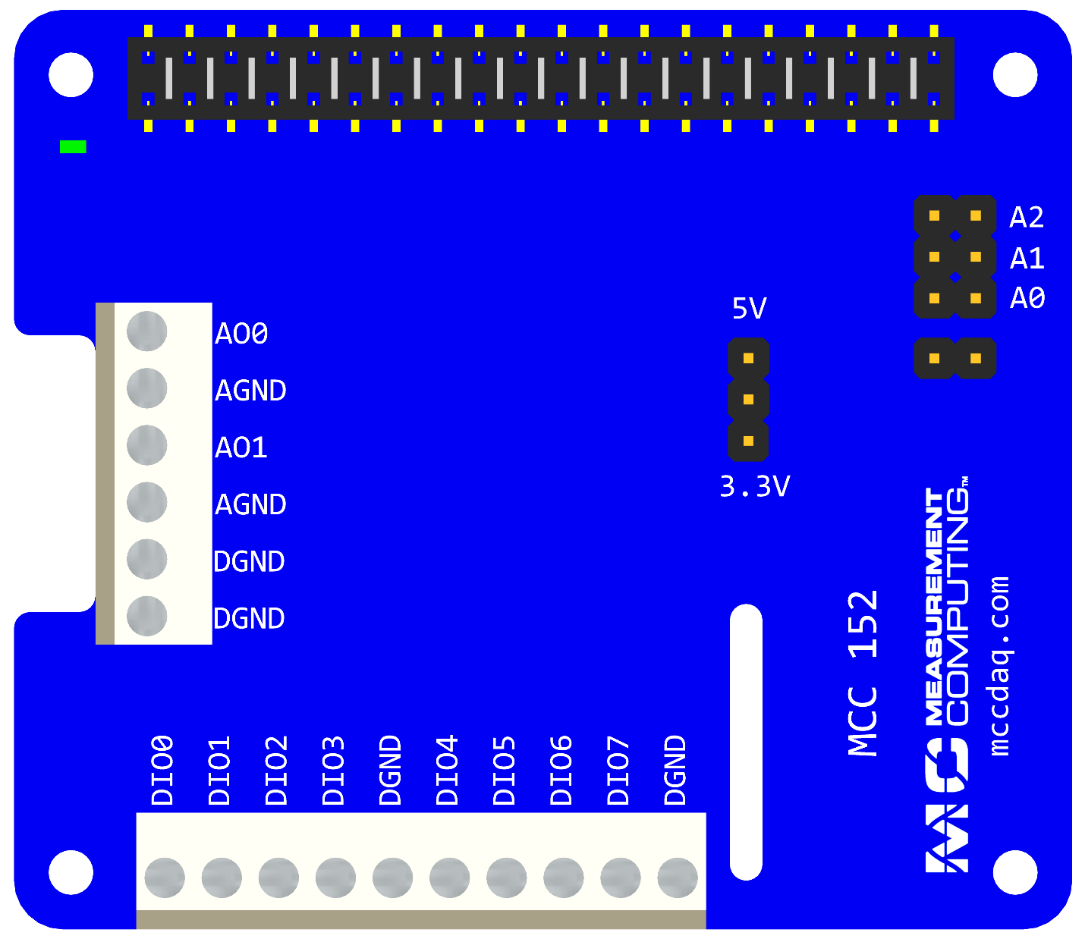 A2
A1
A0
5V
3.3V
AO0
AGND
AO1
AGND
DGND
DGND
DIO0
DIO1
DIO2
DIO3
DGND
DIO4
DIO5
DIO6
DIO7
DGND
MCC 152
MC MEASUREMENT
COMPUTING™
mccdaq.com